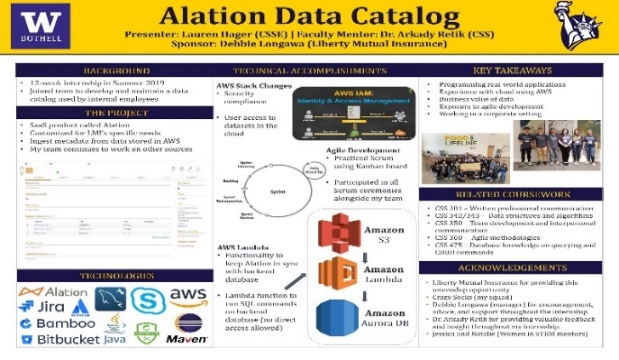 Alation Data Catalog
Presenter: Lauren Hager (CSSE) | Faculty Mentor: Dr. Arkady Retik (CSS)
Sponsor: Debbie Longawa (Liberty Mutual Insurance)
W
BOTHELL
BACKGROUND
• 12-week internship in Summer 2019
• Joined team to develop and maintain a data
catalog used by internal employees
THE PROJECT
• SaaS product called Alation
• Customized for LMI's specific needs
• Ingest metadata from data stored in AWS
• My team continues to work on other sources
TECHNOLOGIES
Alation
aws
Jira
Bamboo
Bitbucket
Java
Maven
TECHNICAL ACCOMPLISHMENTS
AWS Stack Changes
• Security
compliance
• User access to
datasets in the
cloud
AWS IAM:
Identity & Access Management
Agile Development
• Practiced Scrum
using Kanban board
• Participated in all
Scrum ceremonies
alongside my team
Sprint
AWS Lambda
• Functionality to
keep Alation in sync
with backend
database
• Lambda function to
run SQL commands
on backend
database (no direct
access allowed)
Amazon
S3
Amazon
Lambda
Amazon
Aurora DB
KEY TAKEAWAYS
• Programming real world applications
• Experience with cloud using AWS
• Business value of data
• Exposure to agile development
• Working in a corporate setting
FOOD
LIFELINE
RELATED COURSEWORK
• CSS 301 – Written professional communication
• CSS 342/343 – Data structures and algorithms
• CSS 350 – Team development and interpersonal
communication
• CSS 360 – Agile methodologies
• CSS 475 – Database knowledge on querying and
CRUD commands
ACKNOWLEDGEMENTS
• Liberty Mutual Insurance for providing this
internship opportunity
• Crazy Socks (my squad)
• Debbie Longawa (manager) for encouragement,
advice, and support throughout the internship.
• Dr. Arkady Retik for providing valuable feedback
and insight throughout my internship.
• Jessica and Natalie (Women in STEM mentors)